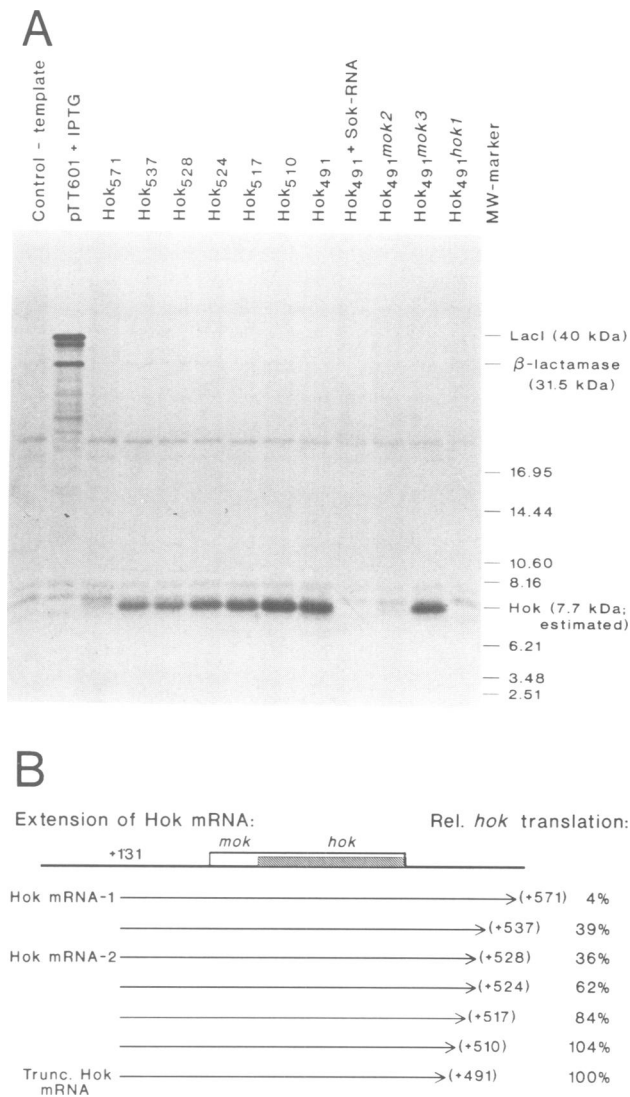 A
Control - template
pTT601 + IPTG
Hok571
Hok537
Hok528
Hok524
Hok517
Hok510
Hok491
Hok491 + Sok-RNA
Hok491mok2
Hok491mok3
Hok491hok1
MW-marker
LacI (40 kDa)
β-lactamase
(31.5 kDa)
16.95
14.44
10.60
8.16
Hok (7.7 kDa;
estimated)
6.21
3.48
2.51
B
Extension of Hok mRNA: Rel. hok translation:
+131 mok hok
Hok mRNA-1 (+571) 4%
(+537) 39%
Hok mRNA-2 (+528) 36%
(+524) 62%
(+517) 84%
(+510) 104%
Trunc. Hok (+491) 100%
mRNA